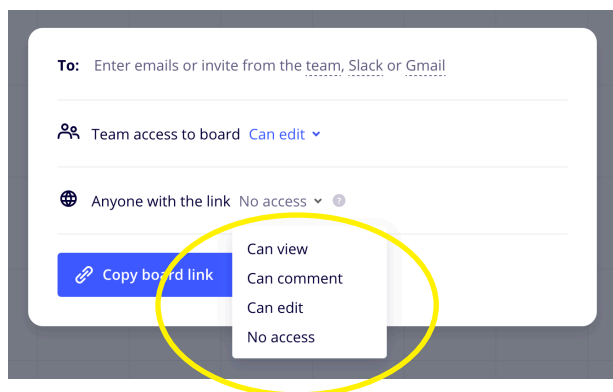 To: Enter emails or invite from the team, Slack or Gmail
Team access to board Can edit
Anyone with the link No access ?
Can view
Copy board link
Can comment
Can edit
No access